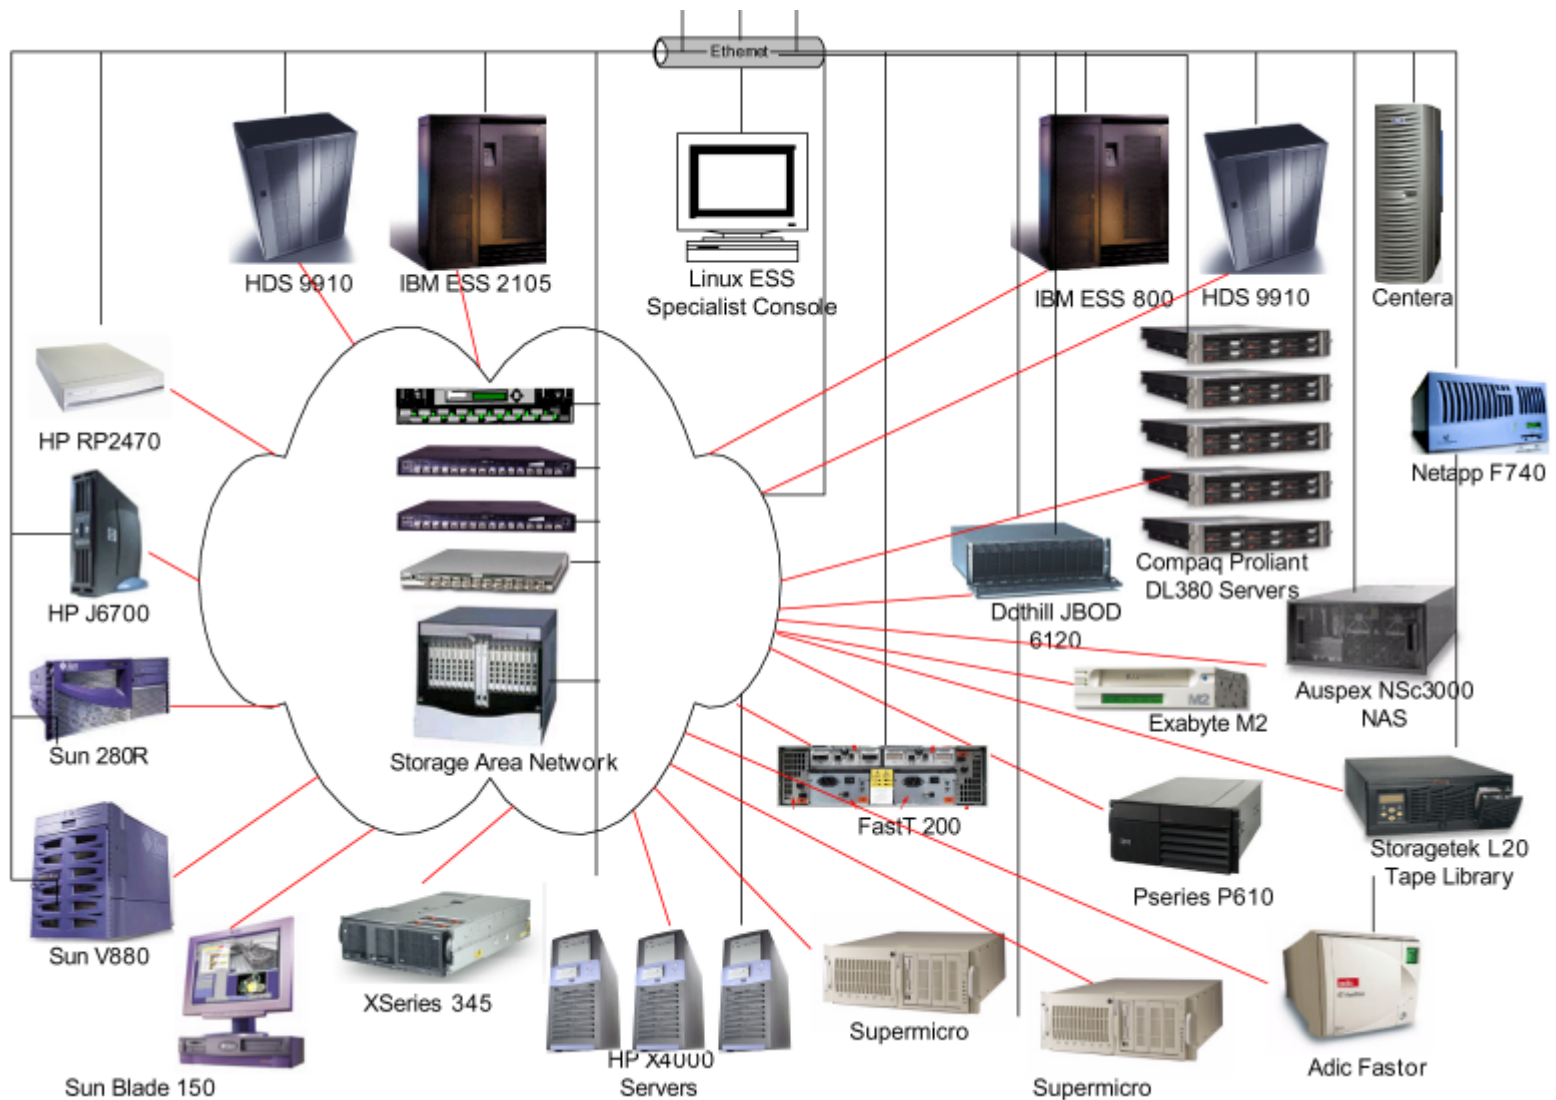 Ethernet
HDS 9910
IBM ESS 2105
Linux ESS
Specialist Console
IBM ESS 800
HDS 9910
Centera
HP RP2470
Netapp F740
HP J6700
Compaq Proliant
DL380 Servers
Ddthill JBOD
6120
Sun 280R
Storage Area Network
M2
Exabyte M2
Auspex NSc3000
NAS
FastT 200
Pseries P610
Storagetek L20
Tape Library
Sun V880
XSeries 345
Supermicro
HP X4000
Servers
adic
Adic Fastor
Sun Blade 150
Supermicro